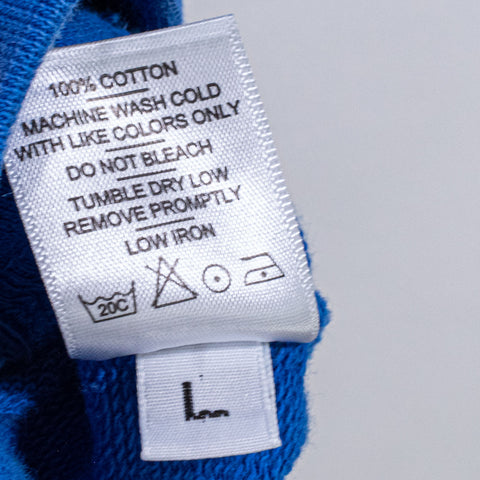 100% COTTON
MACHINE WASH COLD
WITH LIKE COLORS ONLY
DO NOT BLEACH
TUMBLE DRY LOW
REMOVE PROMPTLY
LOW IRON
20C
L